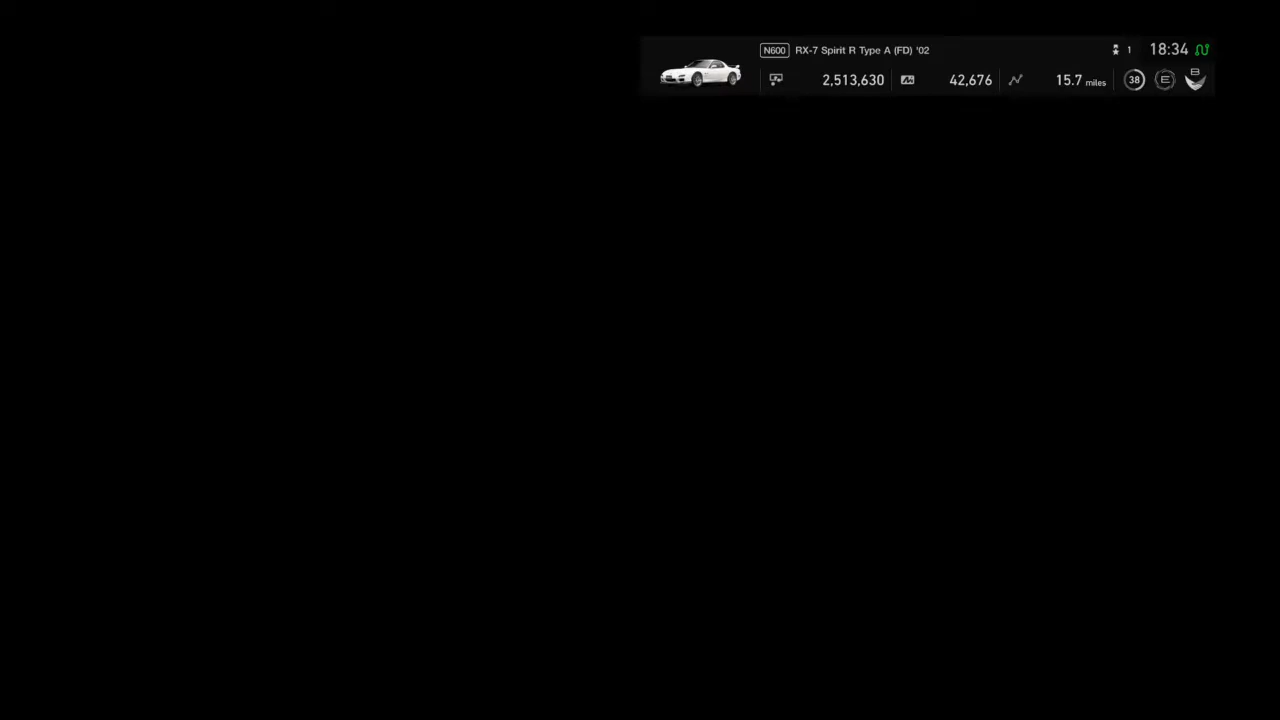 N600 RX-7 Spirit R Type A (FD) '02 1 18:34
2,513,630 42,676 15.7 miles 38 E B